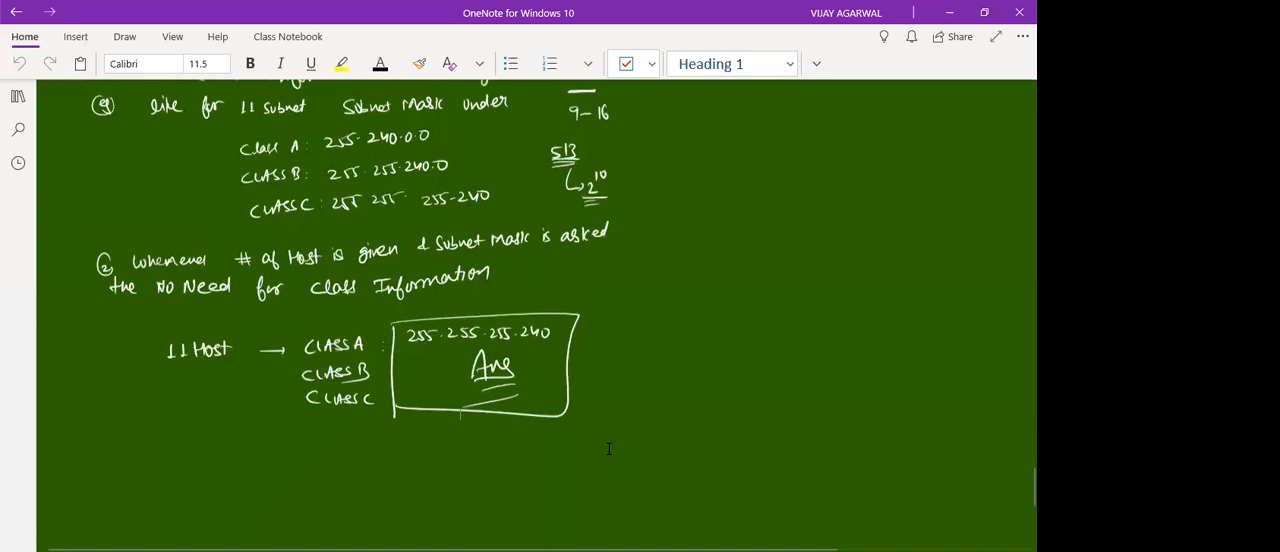 OneNote for Windows 10
VIJAY AGARWAL
Home Insert Draw View Help Class Notebook Share
Calibri 11.5 B I U A A Heading 1
eg like for 11 subnet Subnet Mask under
9-16
Class A: 255.240.0.0
513
CLASS B: 255.255.240.0
2^10
CLASS C: 255 255. 255-240
② whenever # of Host is given & Subnet Mask is asked
the No Need for class Information
11 Host → CLASS A : 255.255.255.240
CLASS B Ans
CLASS C